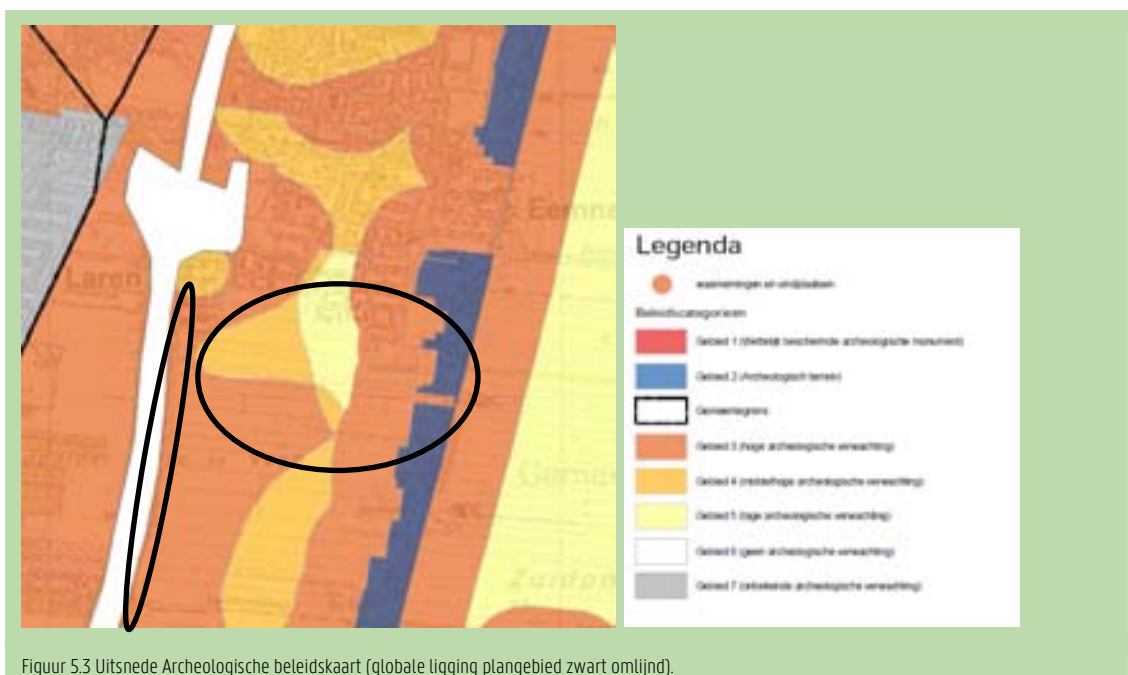 Laren
Eemne
Legenda
waarnemingen en vindplaatsen
Beleidscategorieën
Gebied 1 (Wettelijk beschermde archeologische monument)
Gebied 2 (Archeologisch terrein)
Gemeentegrens
Gebied 3 (hoge archeologische verwachting)
Gebied 4 (middelhoge archeologische verwachting)
Gebied 5 (lage archeologische verwachting)
Gebied 6 (geen archeologische verwachting)
Gebied 7 (onbekende archeologische verwachting)
Figuur 5.3 Uitsnede Archeologische beleidskaart (globale ligging plangebied zwart omlijnd).